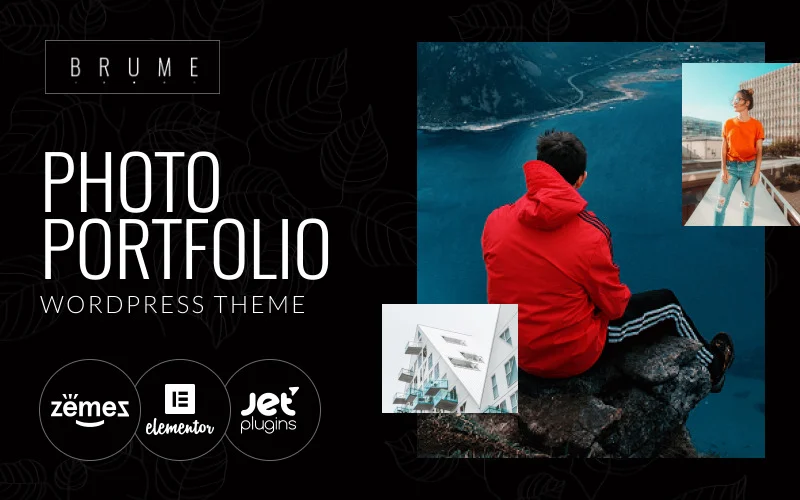 BRUME
PHOTO
PORTFOLIO
WORDPRESS THEME
zemez
elementor
Jet
plugins